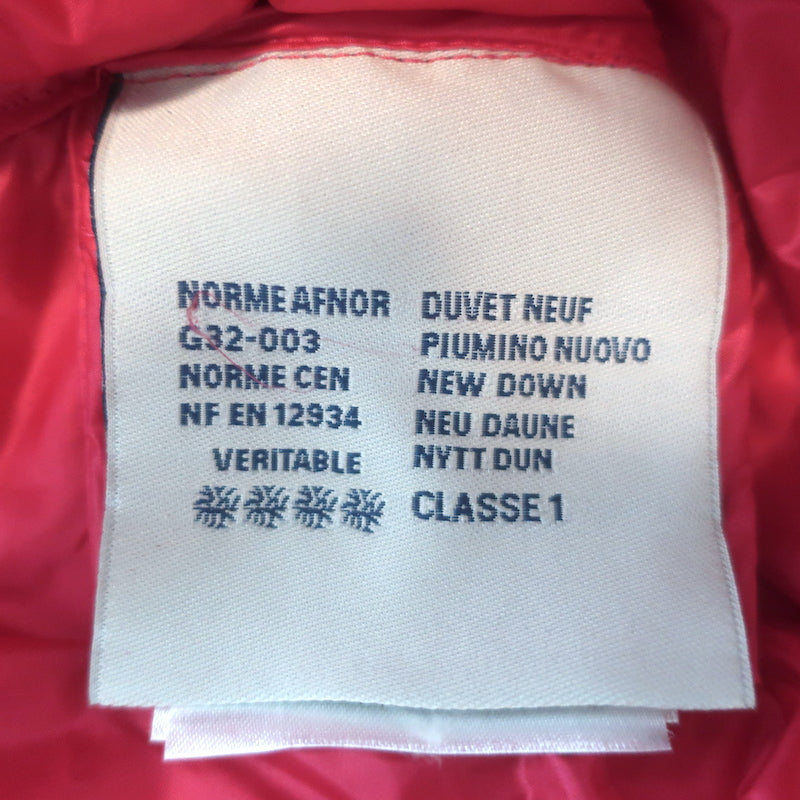 NORME AFNOR
G32-003
NORME CEN
NF EN 12934
VERITABLE
DUVET NEUF
PIUMINO NUOVO
NEW DOWN
NEU DAUNE
NYTT DUN
CLASSE 1